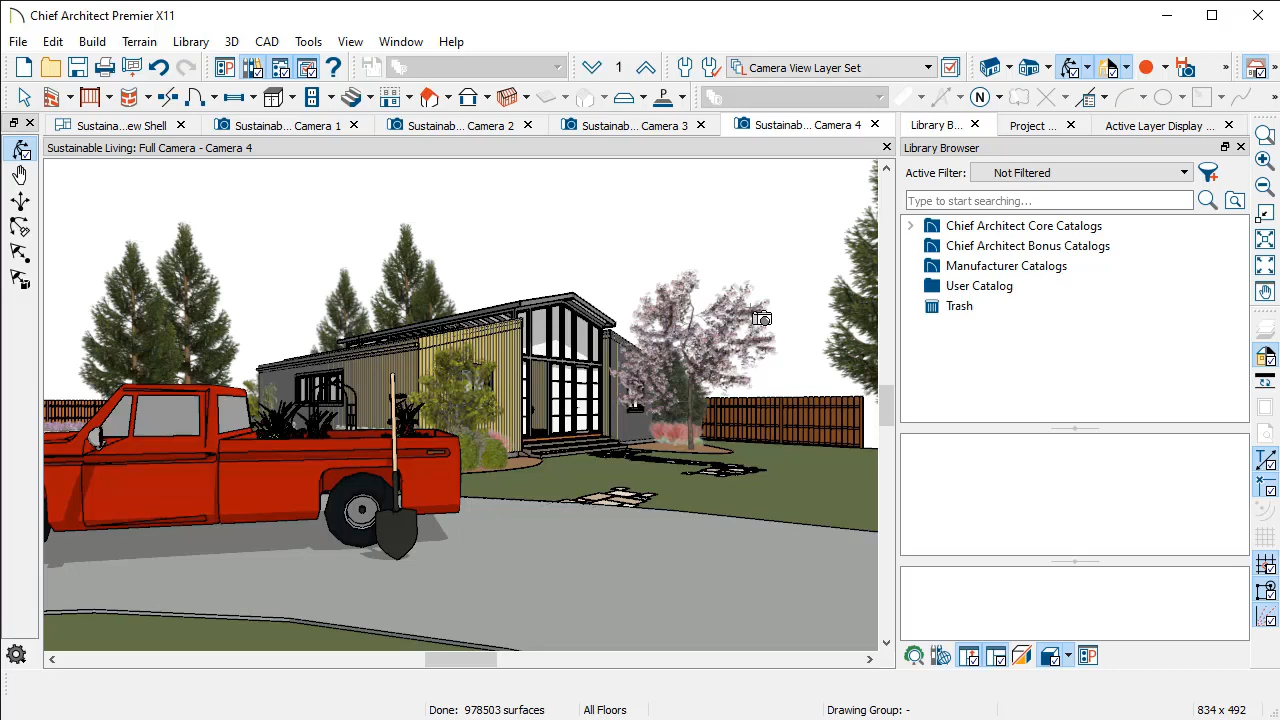 Chief Architect Premier X11
File Edit Build Terrain Library 3D CAD Tools View Window Help
1 Camera View Layer Set
N P
Sustaina...ew Shell Sustainab... Camera 1 Sustainab... Camera 2 Sustainab... Camera 3 Sustainab... Camera 4 Library B... Project ... Active Layer Display ...
Sustainable Living: Full Camera - Camera 4 Library Browser
Active Filter: Not Filtered
Type to start searching...
Chief Architect Core Catalogs
Chief Architect Bonus Catalogs
Manufacturer Catalogs
User Catalog
Trash
Done: 978503 surfaces All Floors Drawing Group: - 834 x 492